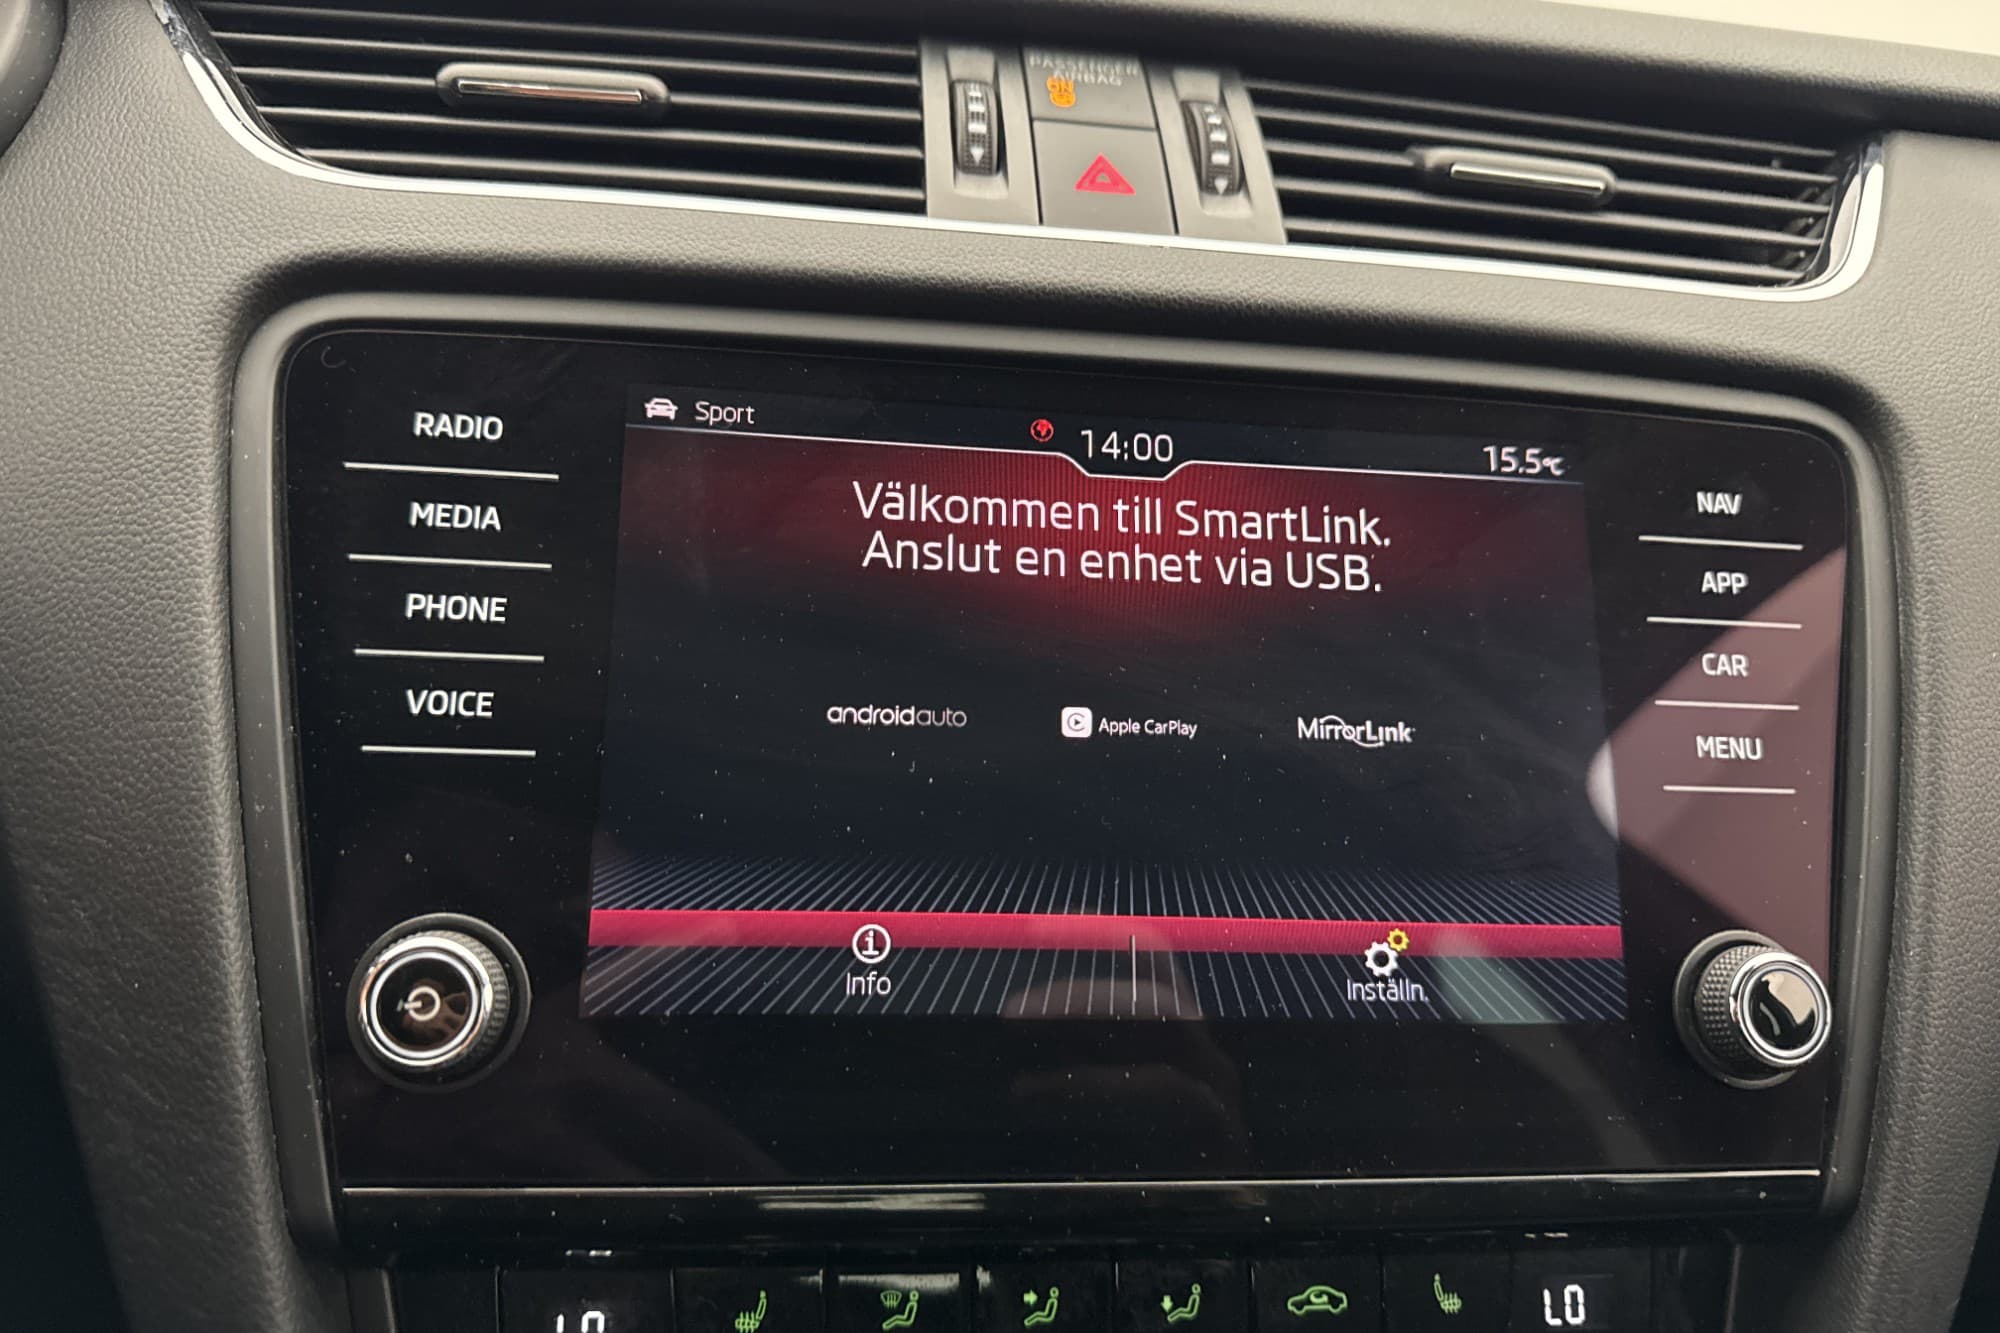 PASSENGER
AIRBAG
ON
RADIO
MEDIA
PHONE
VOICE
Sport
14:00
15.5°C
Välkommen till SmartLink.
Anslut en enhet via USB.
androidauto
Apple CarPlay
MirrorLink
Info
Inställn.
NAV
APP
CAR
MENU
LO
LO